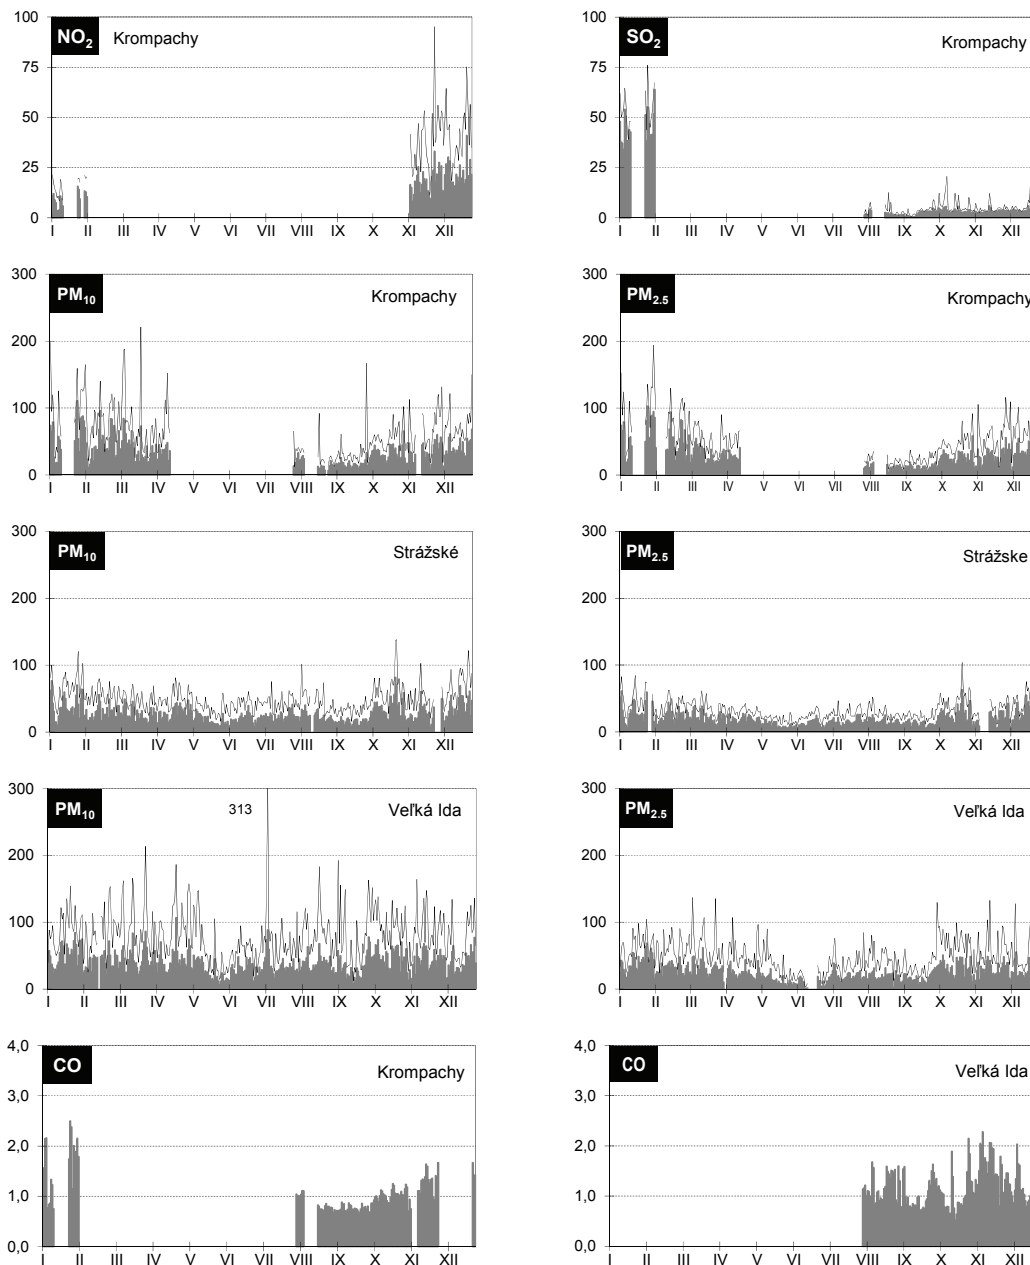 NO2 Krompachy
100
75
50
25
0
I II III IV V VI VII VIII IX X XI XII
SO2 Krompachy
100
75
50
25
0
I II III IV V VI VII VIII IX X XI XII
PM10 Krompachy
300
200
100
0
I II III IV V VI VII VIII IX X XI XII
PM2.5 Krompachy
300
200
100
0
I II III IV V VI VII VIII IX X XI XII
PM10 Strážské
300
200
100
0
I II III IV V VI VII VIII IX X XI XII
PM2.5 Strážske
300
200
100
0
I II III IV V VI VII VIII IX X XI XII
PM10 313 Veľká Ida
300
200
100
0
I II III IV V VI VII VIII IX X XI XII
PM2.5 Veľká Ida
300
200
100
0
I II III IV V VI VII VIII IX X XI XII
CO Krompachy
4,0
3,0
2,0
1,0
0,0
I II III IV V VI VII VIII IX X XI XII
CO Veľká Ida
4,0
3,0
2,0
1,0
0,0
I II III IV V VI VII VIII IX X XI XII